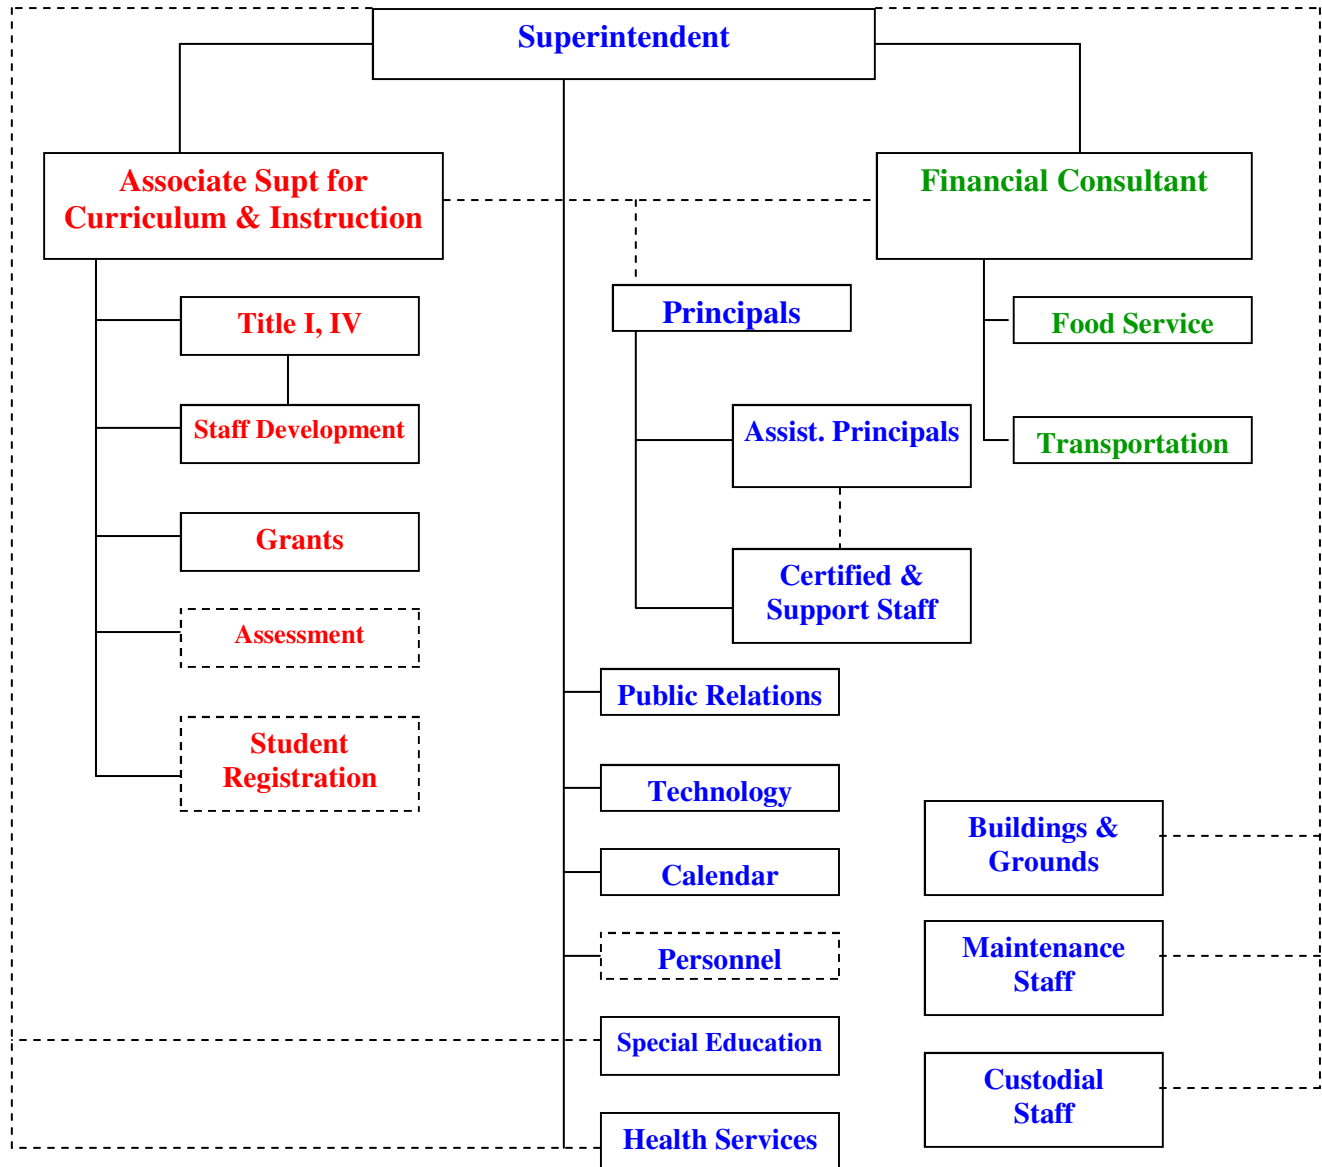 Superintendent
Associate Supt for
Curriculum & Instruction
Financial Consultant
Title I, IV
Principals
Food Service
Staff Development
Assist. Principals
Transportation
Grants
Certified &
Support Staff
Assessment
Public Relations
Student
Registration
Technology
Buildings &
Grounds
Calendar
Maintenance
Staff
Personnel
Special Education
Custodial
Staff
Health Services